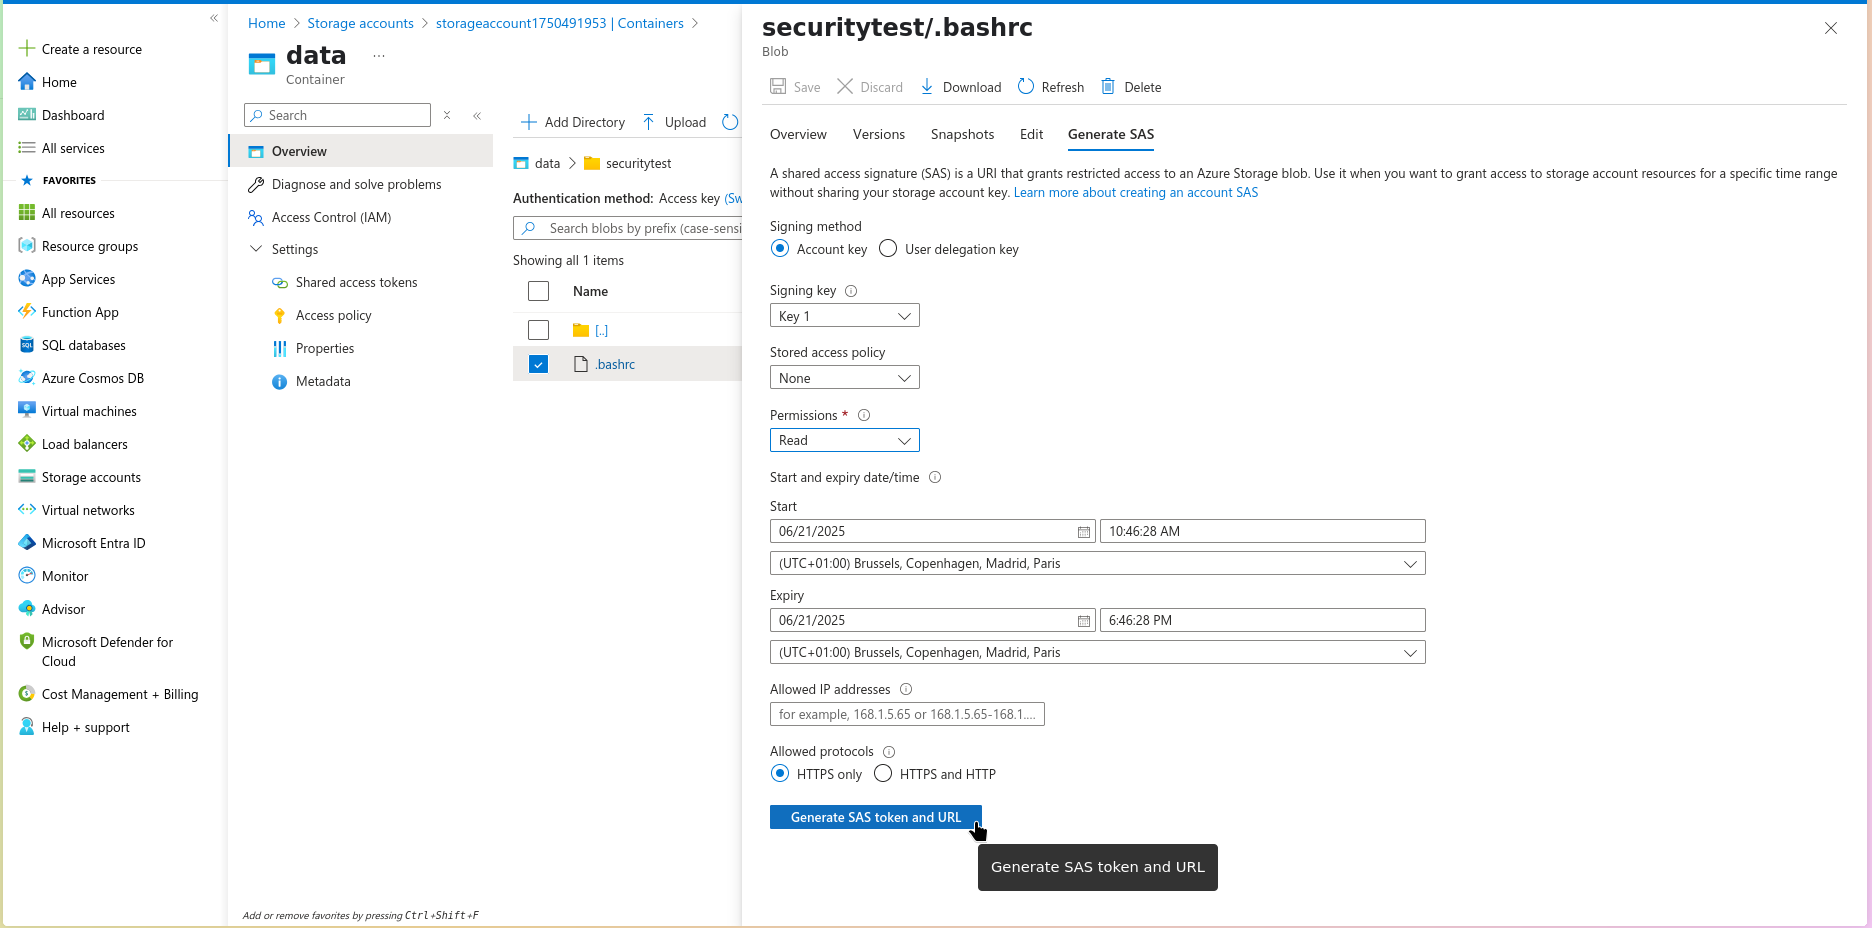 Create a resource
Home
Dashboard
All services
FAVORITES
All resources
Resource groups
App Services
Function App
SQL databases
Azure Cosmos DB
Virtual machines
Load balancers
Storage accounts
Virtual networks
Microsoft Entra ID
Monitor
Advisor
Microsoft Defender for
Cloud
Cost Management + Billing
Help + support
Home > Storage accounts > storageaccount1750491953 | Containers >
data ...
Container
Search
Overview
Diagnose and solve problems
Access Control (IAM)
Settings
Shared access tokens
Access policy
Properties
Metadata
Add or remove favorites by pressing Ctrl+Shift+F
Add Directory Upload
data > securitytest
Authentication method: Access key (Sw
Search blobs by prefix (case-sensi
Showing all 1 items
Name
[..]
.bashrc
securitytest/.bashrc
Blob
Save Discard Download Refresh Delete
Overview Versions Snapshots Edit Generate SAS
A shared access signature (SAS) is a URI that grants restricted access to an Azure Storage blob. Use it when you want to grant access to storage account resources for a specific time range
without sharing your storage account key. Learn more about creating an account SAS
Signing method
Account key User delegation key
Signing key
Key 1
Stored access policy
None
Permissions *
Read
Start and expiry date/time
Start
06/21/2025 10:46:28 AM
(UTC+01:00) Brussels, Copenhagen, Madrid, Paris
Expiry
06/21/2025 6:46:28 PM
(UTC+01:00) Brussels, Copenhagen, Madrid, Paris
Allowed IP addresses
for example, 168.1.5.65 or 168.1.5.65-168.1....
Allowed protocols
HTTPS only HTTPS and HTTP
Generate SAS token and URL
Generate SAS token and URL